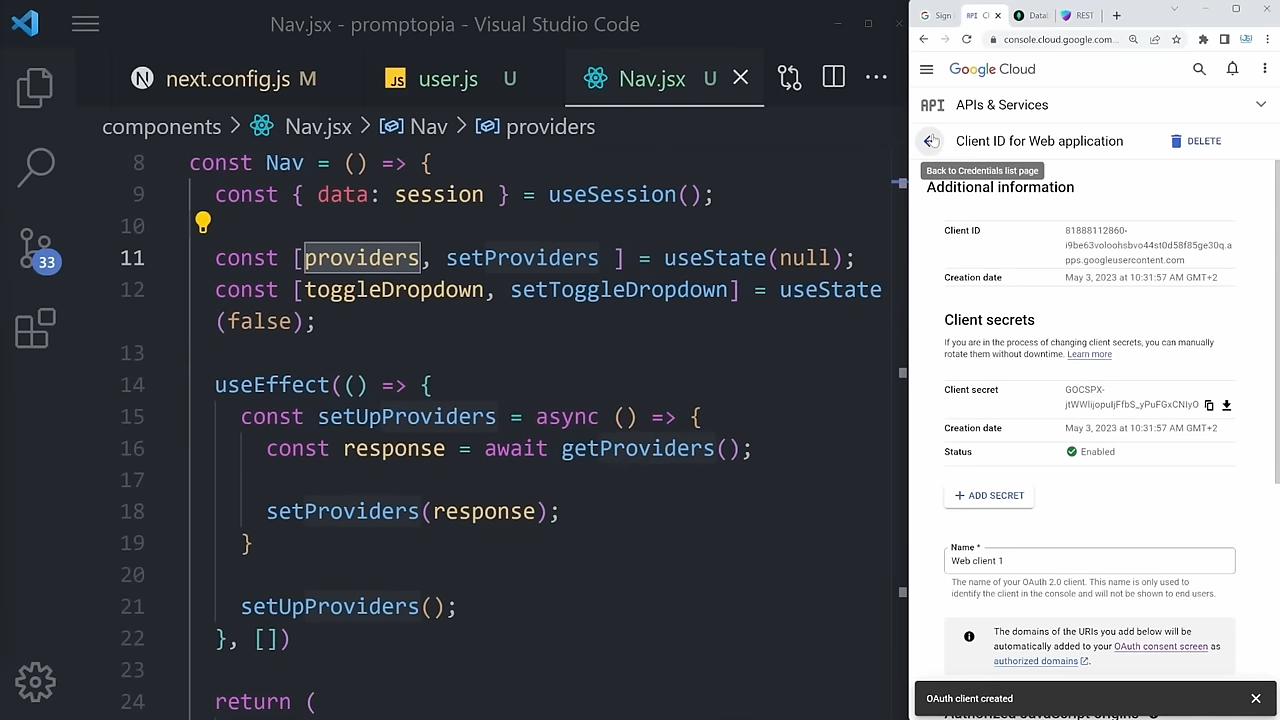 Nav.jsx - promptopia - Visual Studio Code
next.config.js M
user.js U
Nav.jsx U
components > Nav.jsx > Nav > providers
8 const Nav = () => {
9 const { data: session } = useSession();
10
11 const [providers, setProviders ] = useState(null);
12 const [toggleDropdown, setToggleDropdown] = useState
(false);
13
14 useEffect(() => {
15 const setUpProviders = async () => {
16 const response = await getProviders();
17
18 setProviders(response);
19 }
20
21 setUpProviders();
22 }, [])
23
24 return (
33
Sign
API Cl
Data
REST
console.cloud.google.com...
Google Cloud
API APIs & Services
Client ID for Web application
DELETE
Back to Credentials list page
Additional information
Client ID
81888112860-
i9be63voloohsbvo44st0d58f85ge30q.a
pps.googleusercontent.com
Creation date May 3, 2023 at 10:31:57 AM GMT+2
Client secrets
If you are in the process of changing client secrets, you can manually
rotate them without downtime. Learn more
Client secret
GOCSPX-
Creation date May 3, 2023 at 10:31:57 AM GMT+2
Status Enabled
+ ADD SECRET
Name *
Web client 1
The name of your OAuth 2.0 client. This name is only used to
identify the client in the console and will not be shown to end users.
The domains of the URIs you add below will be
automatically added to your OAuth consent screen as
authorized domains.
OAuth client created